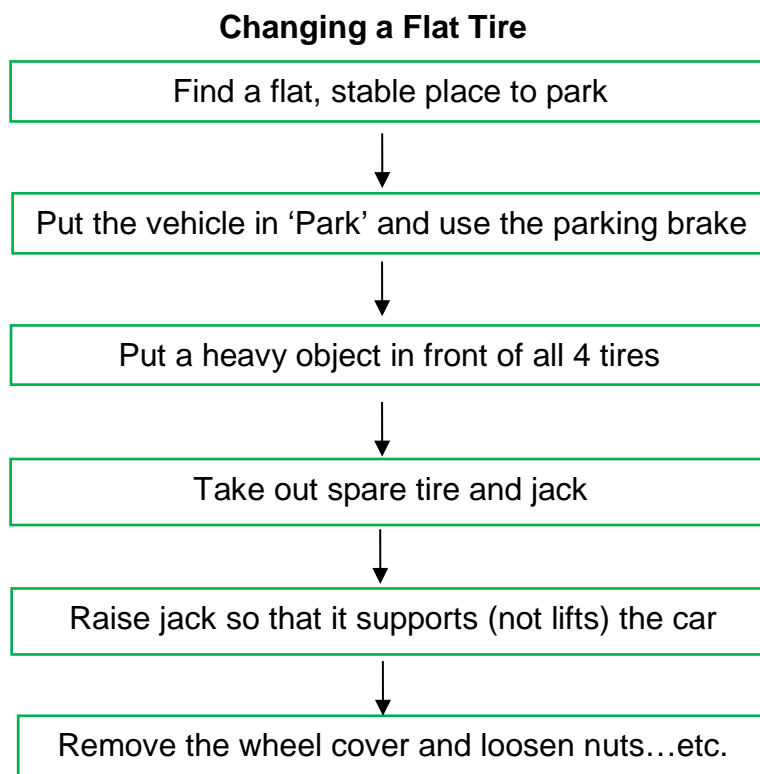 Changing a Flat Tire
Find a flat, stable place to park
Put the vehicle in ‘Park’ and use the parking brake
Put a heavy object in front of all 4 tires
Take out spare tire and jack
Raise jack so that it supports (not lifts) the car
Remove the wheel cover and loosen nuts…etc.